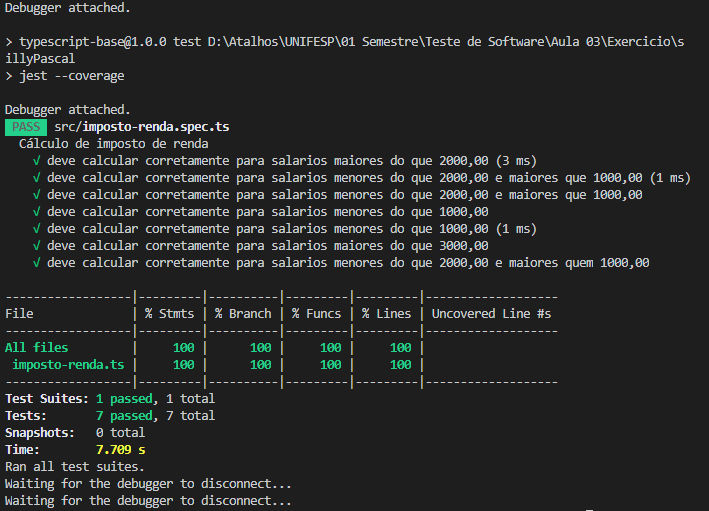 Debugger attached.
> typescript-base@1.0.0 test D:\Atalhos\UNIFESP\01 Semestre\Teste de Software\Aula 03\Exercicio\s
illyPascal
> jest --coverage
Debugger attached.
PASS src/imposto-renda.spec.ts
Cálculo de imposto de renda
√ deve calcular corretamente para salarios maiores do que 2000,00 (3 ms)
√ deve calcular corretamente para salarios menores do que 2000,00 e maiores que 1000,00 (1 ms)
√ deve calcular corretamente para salarios menores do que 2000,00 e maiores que 1000,00
√ deve calcular corretamente para salarios menores do que 1000,00
√ deve calcular corretamente para salarios menores do que 1000,00 (1 ms)
√ deve calcular corretamente para salarios maiores do que 3000,00
√ deve calcular corretamente para salarios menores do que 2000,00 e maiores quem 1000,00
------------------|---------|----------|---------|---------|-------------------
File              | % Stmts | % Branch | % Funcs | % Lines | Uncovered Line #s
------------------|---------|----------|---------|---------|-------------------
All files         |     100 |      100 |     100 |     100 |
imposto-renda.ts |     100 |      100 |     100 |     100 |
------------------|---------|----------|---------|---------|-------------------
Test Suites: 1 passed, 1 total
Tests:       7 passed, 7 total
Snapshots:   0 total
Time:        7.709 s
Ran all test suites.
Waiting for the debugger to disconnect...
Waiting for the debugger to disconnect...